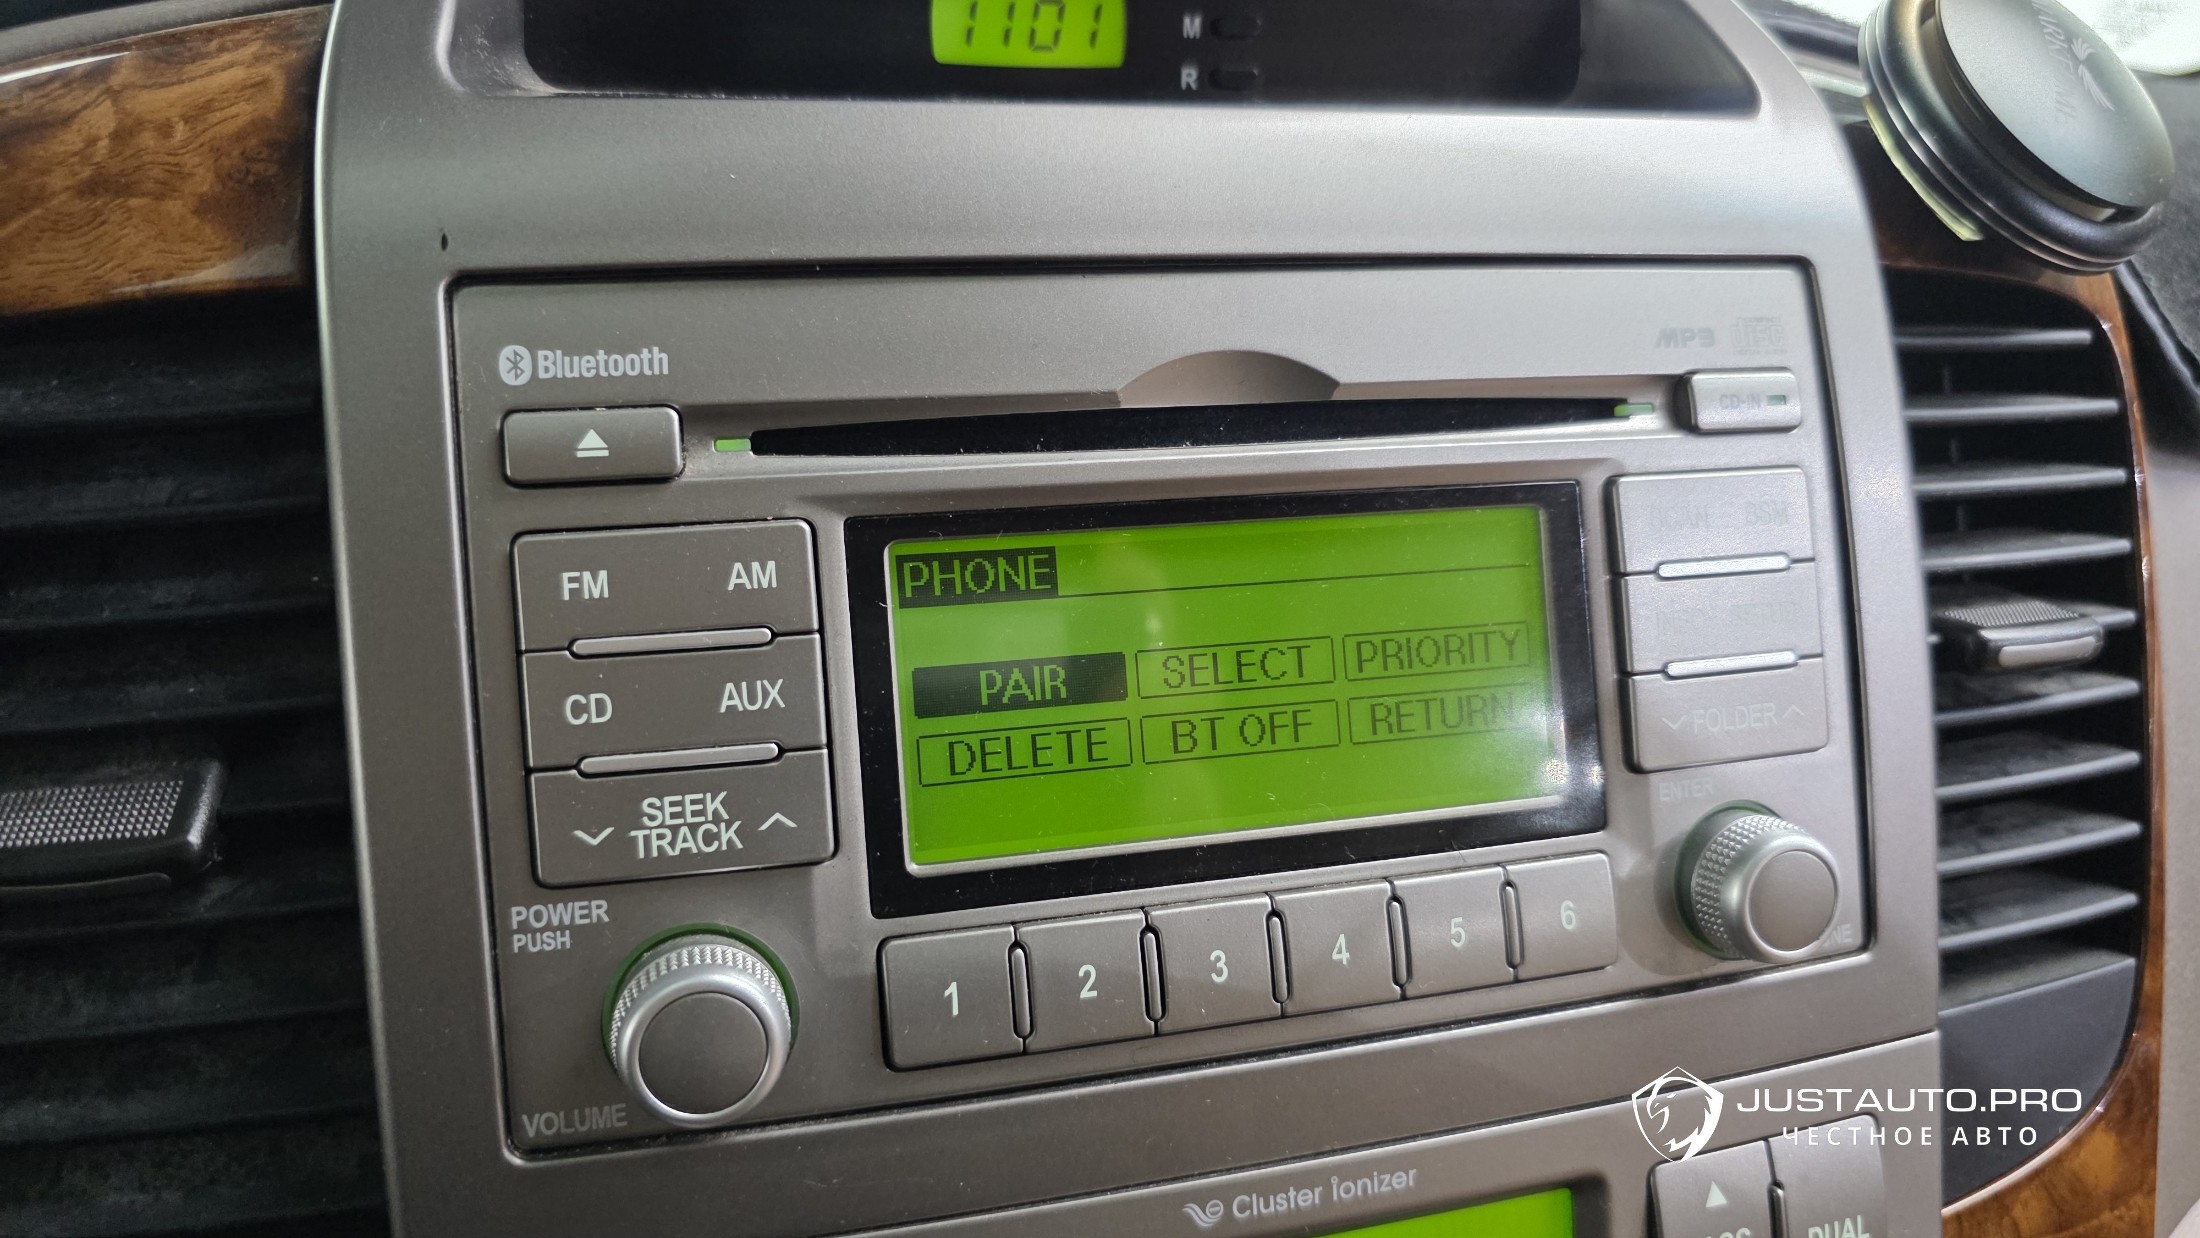 1101
M
R
MP3 DISC
Bluetooth
CD-IN
FM AM
CD AUX
SEEK
TRACK
POWER
PUSH
VOLUME
PHONE
PAIR SELECT PRIORITY
DELETE BT OFF RETURN
FOLDER
ENTER
1 2 3 4 5 6
JUSTAUTO.PRO
ЧЕСТНОЕ АВТО
Cluster ionizer
DUAL